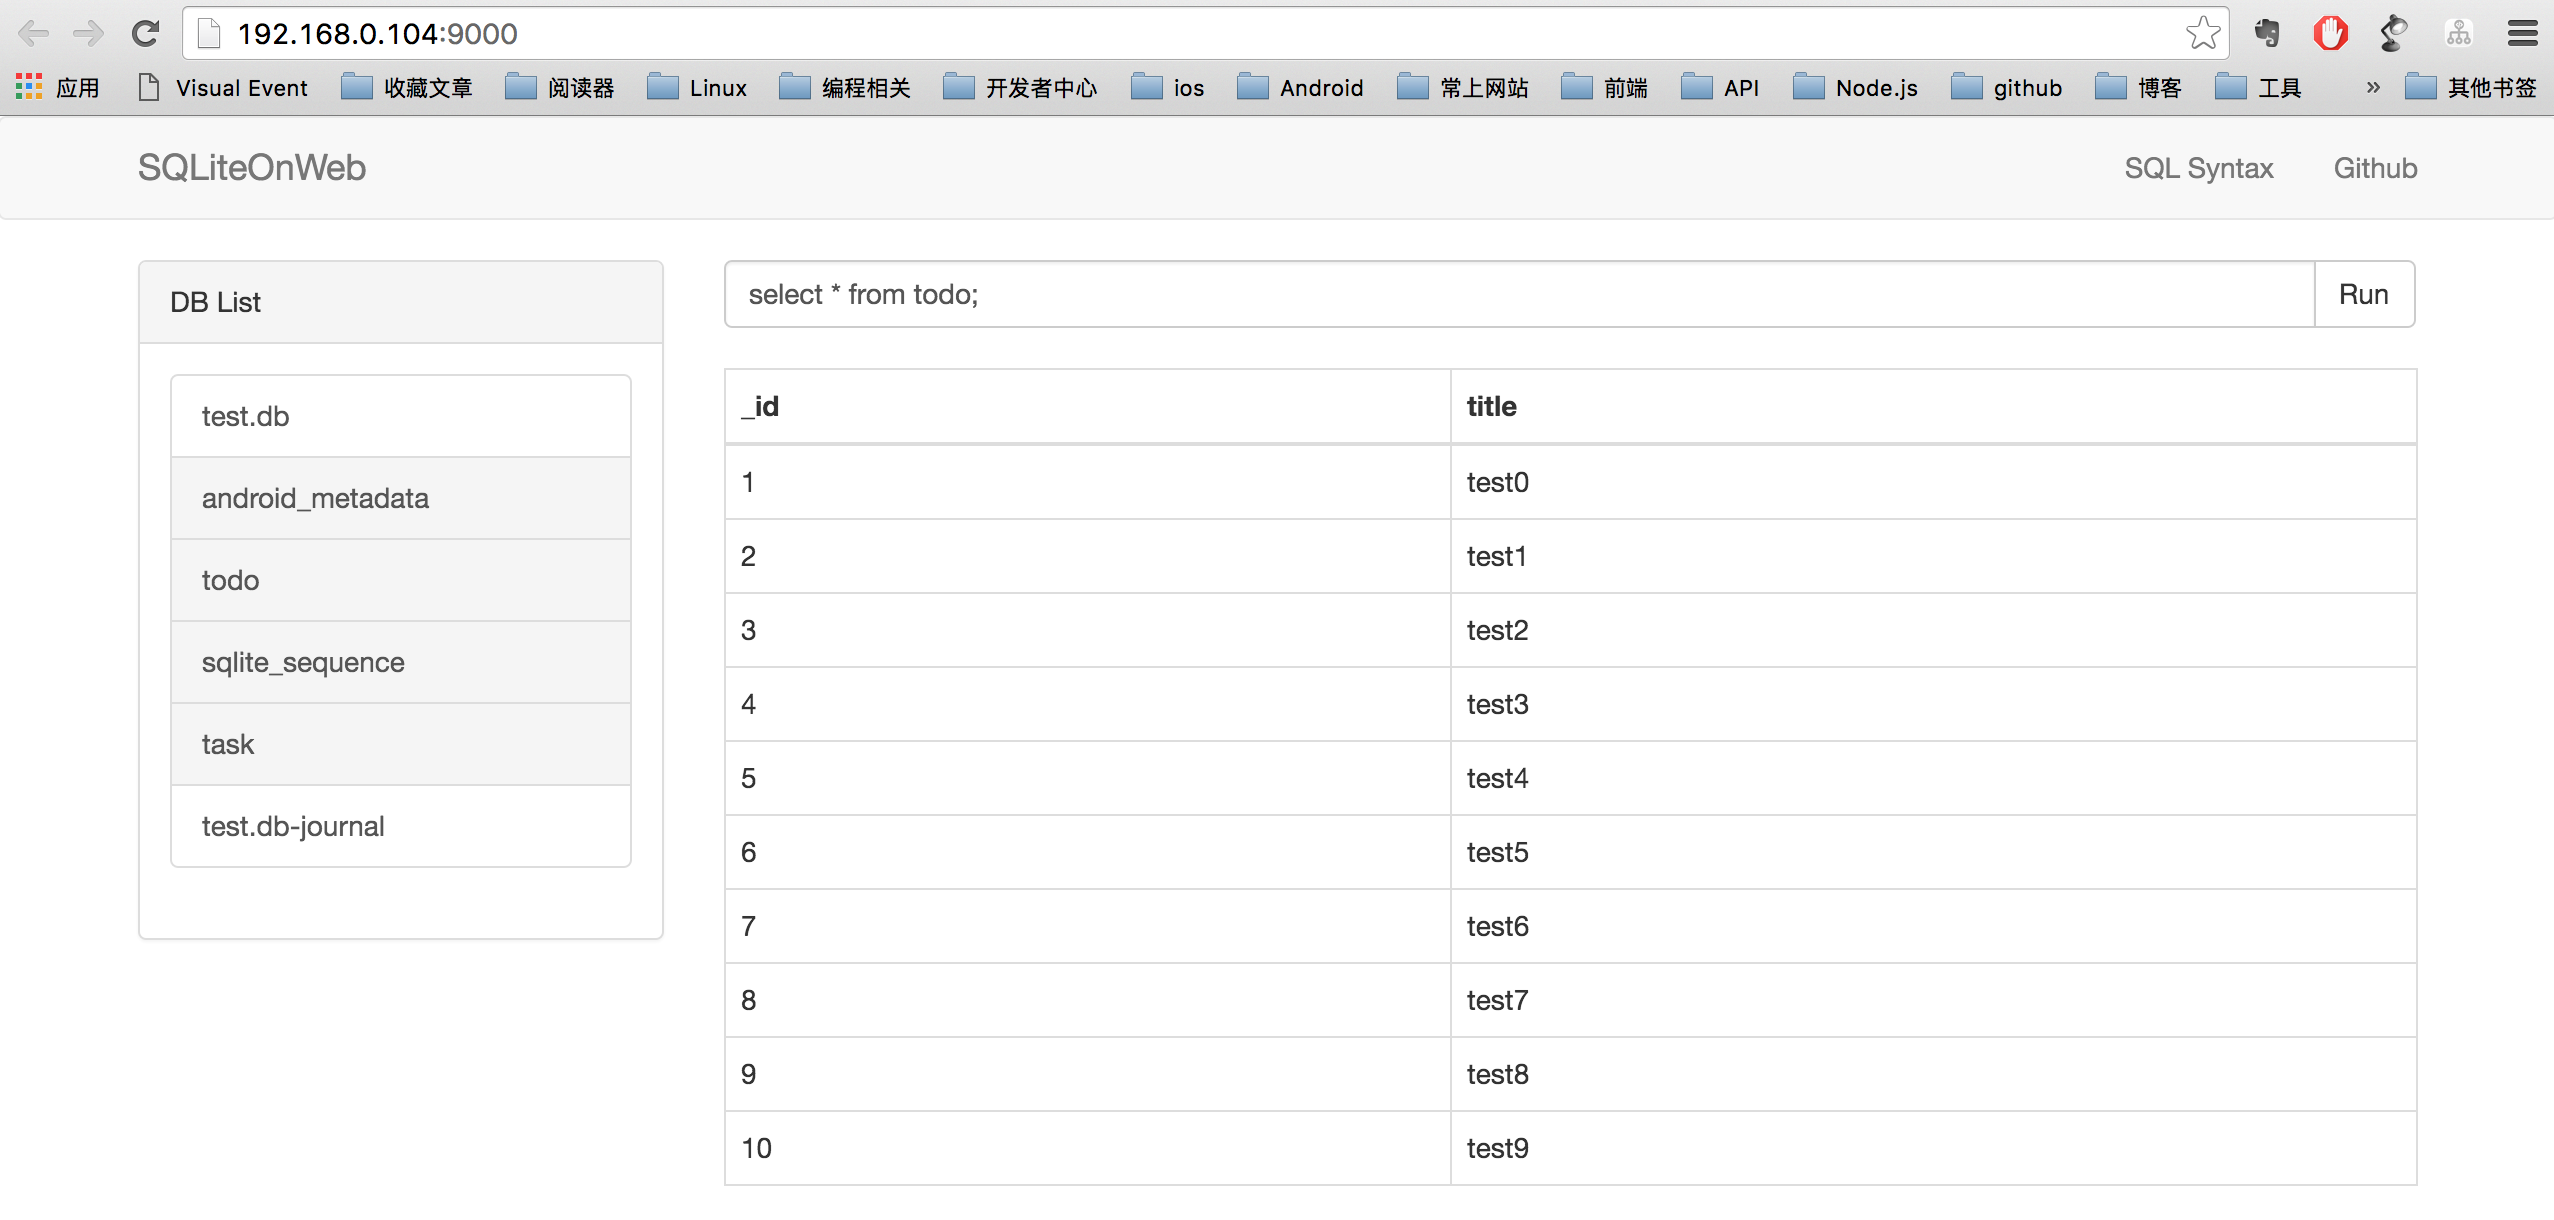 192.168.0.104:9000
应用 Visual Event 收藏文章 阅读器 Linux 编程相关 开发者中心 ios Android 常上网站 前端 API Node.js github 博客 工具 » 其他书签
SQLiteOnWeb SQL Syntax Github
DB List
test.db
android_metadata
todo
sqlite_sequence
task
test.db-journal
select * from todo; Run
_id title
1 test0
2 test1
3 test2
4 test3
5 test4
6 test5
7 test6
8 test7
9 test8
10 test9